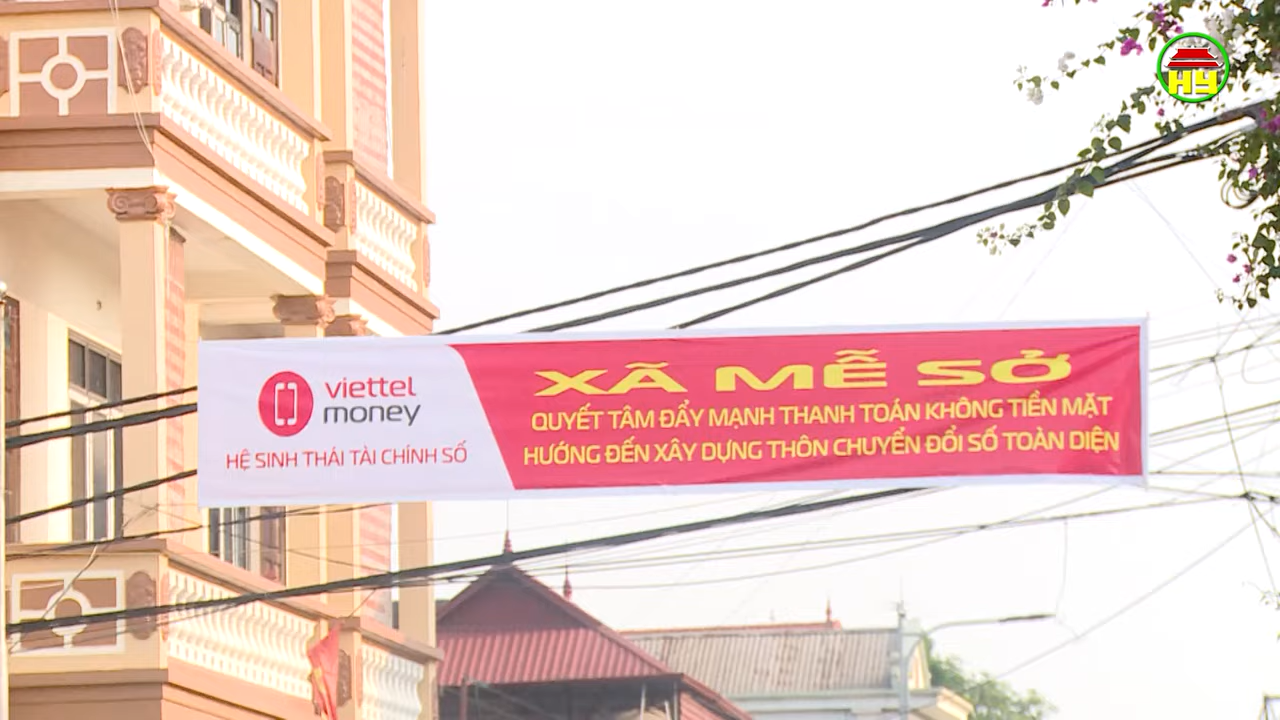 HY
viettel
money
HỆ SINH THÁI TÀI CHÍNH SỐ
XÃ MỄ SỞ
QUYẾT TÂM ĐẨY MẠNH THANH TOÁN KHÔNG TIỀN MẶT
HƯỚNG ĐẾN XÂY DỰNG THÔN CHUYỂN ĐỔI SỐ TOÀN DIỆN